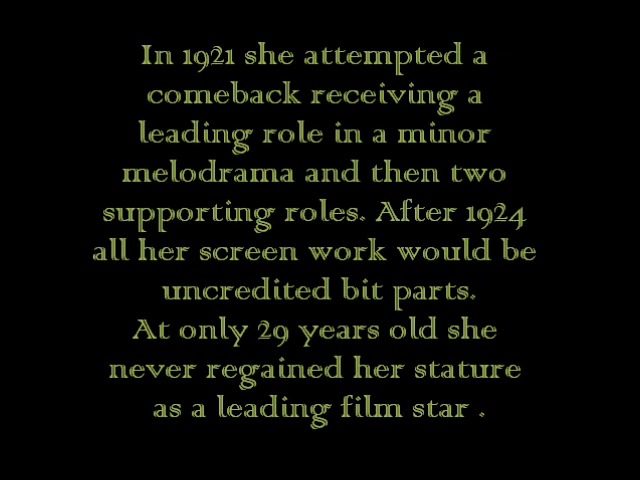 In 1921 she attempted a
comeback receiving a
leading role in a minor
melodrama and then two
supporting roles. After 1924
all her screen work would be
uncredited bit parts.
At only 29 years old she
never regained her stature
as a leading film star .